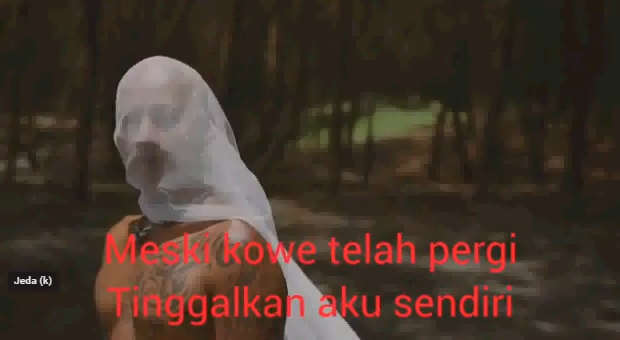 Meski kowe telah pergi
Jeda (k)
Tinggalkan aku sendiri